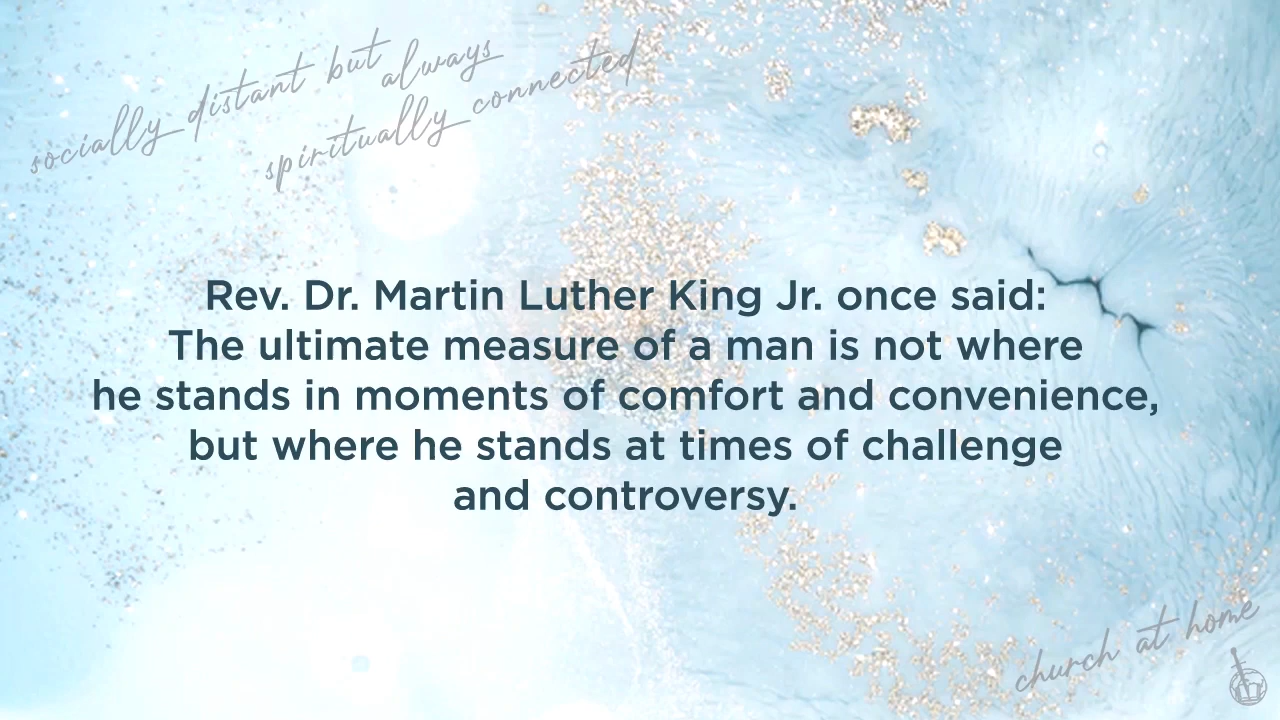 socially distant but always
spiritually connected
Rev. Dr. Martin Luther King Jr. once said:
The ultimate measure of a man is not where
he stands in moments of comfort and convenience,
but where he stands at times of challenge
and controversy.
church at home